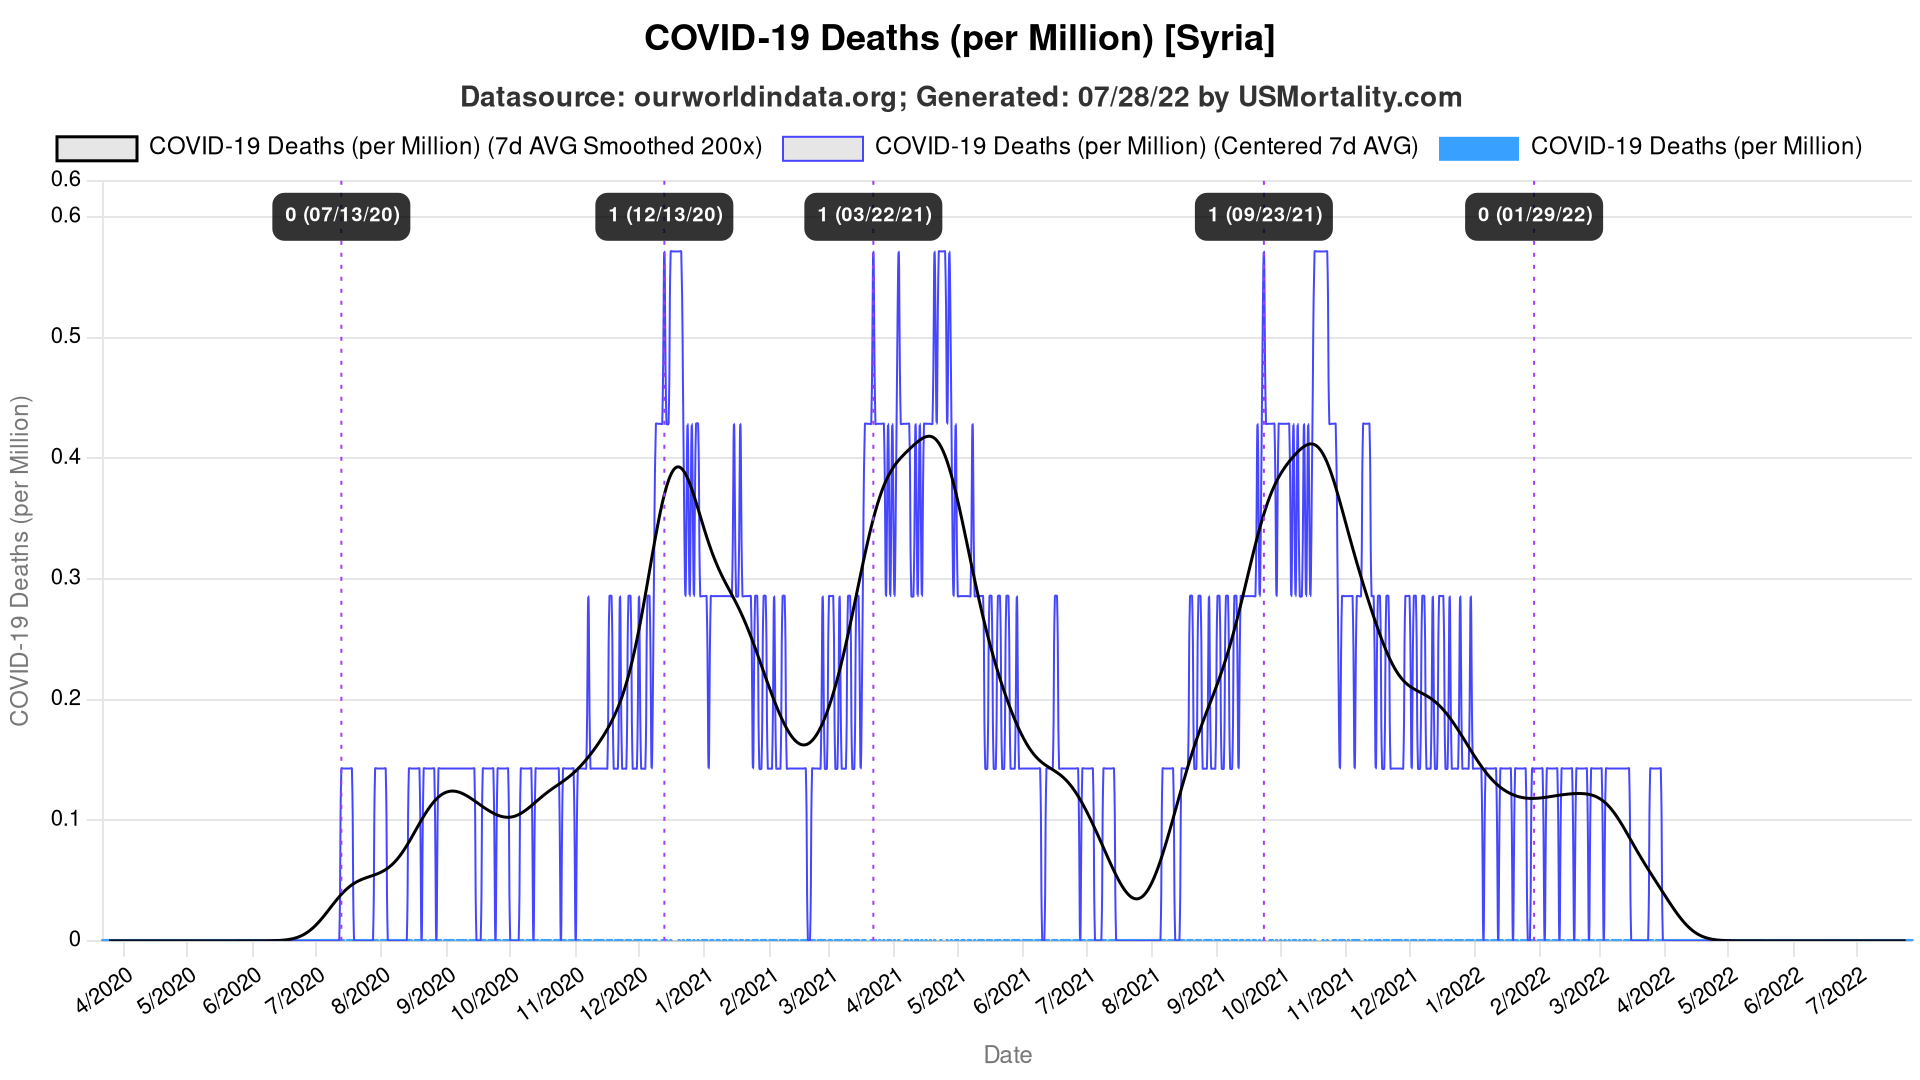 COVID-19 Deaths (per Million) [Syria]
Datasource: ourworldindata.org; Generated: 07/28/22 by USMortality.com
COVID-19 Deaths (per Million) (7d AVG Smoothed 200x) COVID-19 Deaths (per Million) (Centered 7d AVG) COVID-19 Deaths (per Million)
0.6
0.6
0 (07/13/20) 1 (12/13/20) 1 (03/22/21) 1 (09/23/21) 0 (01/29/22)
0.5
0.4
0.3
0.2
0.1
0
COVID-19 Deaths (per Million)
4/2020 5/2020 6/2020 7/2020 8/2020 9/2020 10/2020 11/2020 12/2020 1/2021 2/2021 3/2021 4/2021 5/2021 6/2021 7/2021 8/2021 9/2021 10/2021 11/2021 12/2021 1/2022 2/2022 3/2022 4/2022 5/2022 6/2022 7/2022
Date